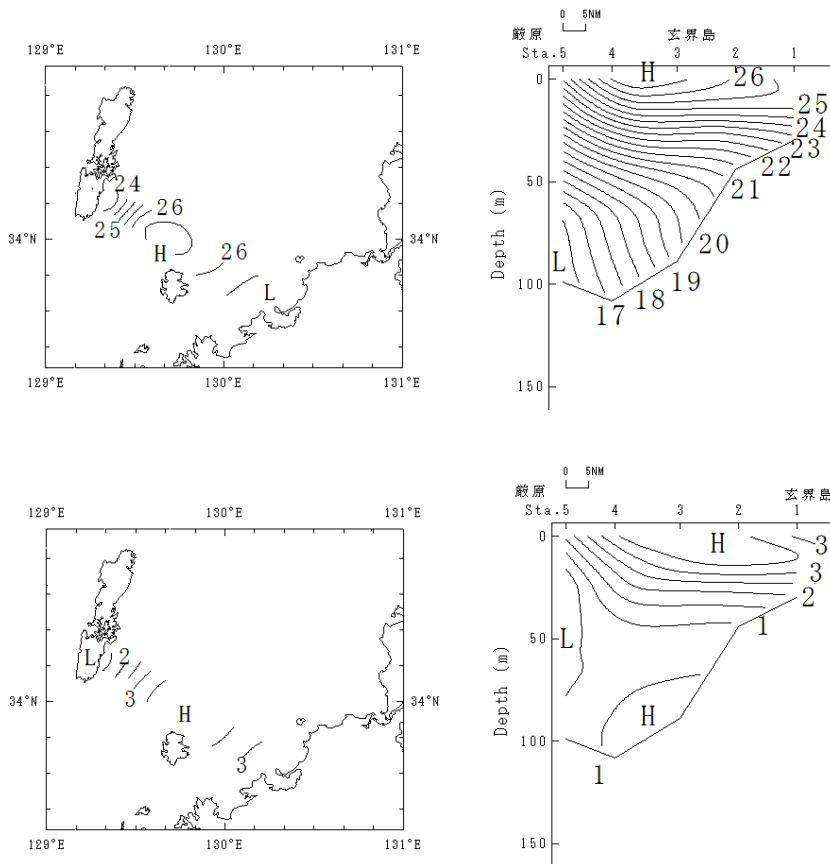 129°E 130°E 131°E
34°N
24
25
26
H
26
L
129°E 130°E 131°E
0 5NM
厳原 玄界島
Sta.5 4 3 2 1
Depth (m)
0
50
100
150
H
26
25
24
23
22
21
20
19
18
17
L
129°E 130°E 131°E
34°N
L
2
3
H
3
129°E 130°E 131°E
0 5NM
厳原 玄界島
Sta.5 4 3 2 1
Depth (m)
0
50
100
150
H
3
3
2
1
L
H
1